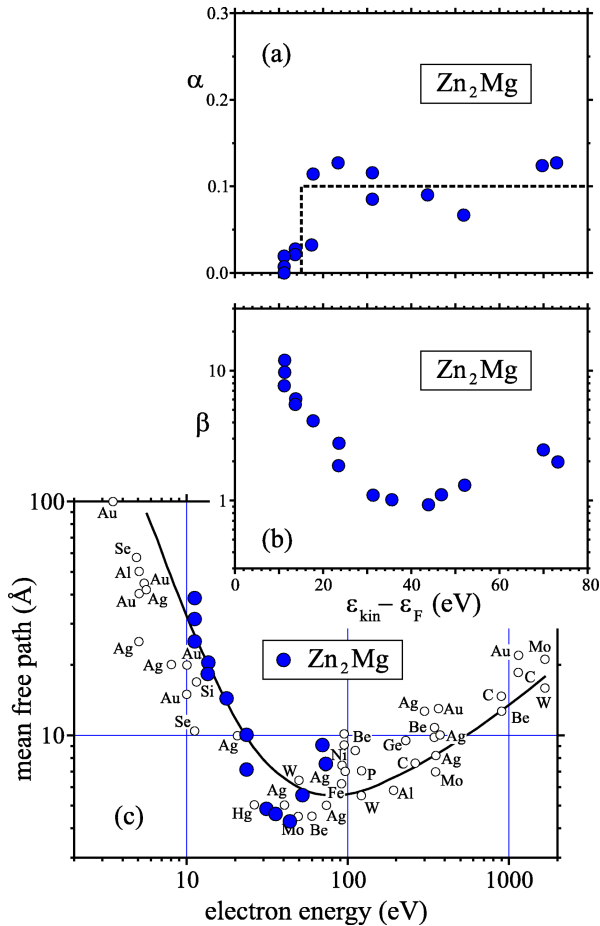 0.3
(a)
α
Zn2Mg
0.2
0.1
0.0
(b)
β
Zn2Mg
10
1
0 20 40 60 80
εkin− εF (eV)
100
Au
Se
Al
Au
Au
Ag
Ag
Ag
Au
Si
Au
Se
Ag
Zn2Mg
Au
Mo
C
C
W
Be
Ag
Au
Be
Ag
Ge
Be
Ni
Ag
C
Mo
W
P
Ag
Fe
Ag
W
Al
Hg
Mo
Be
Ag
10
mean free path (Å)
(c)
10 100 1000
electron energy (eV)